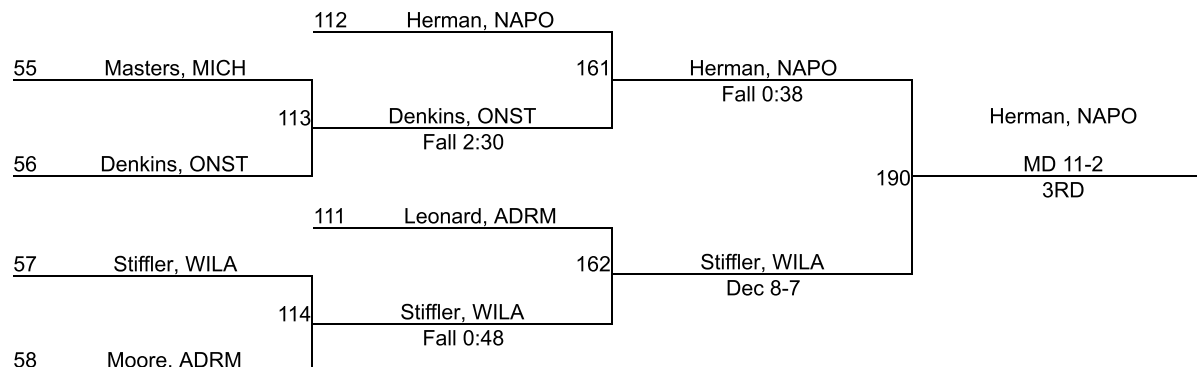 112 Herman, NAPO
55 Masters, MICH
161 Herman, NAPO
Fall 0:38
113 Denkins, ONST
Fall 2:30
Herman, NAPO
56 Denkins, ONST
190 MD 11-2
3RD
111 Leonard, ADRM
57 Stiffler, WILA
162 Stiffler, WILA
Dec 8-7
114 Stiffler, WILA
Fall 0:48
58 Moore, ADRM